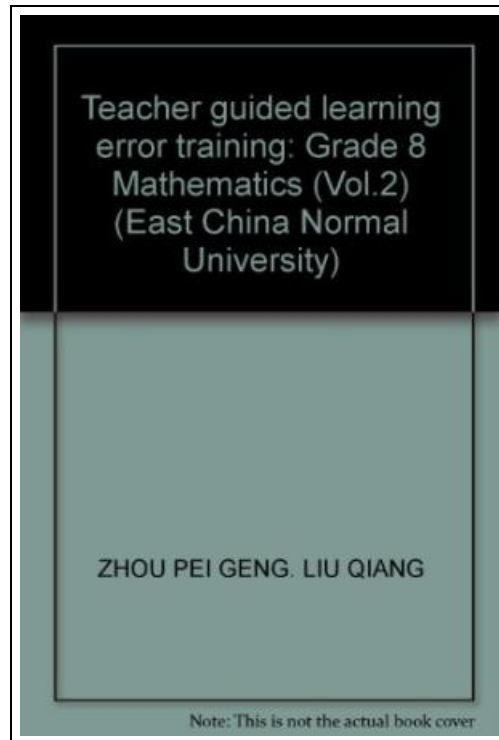 Teacher guided learning
error training: Grade 8
Mathematics (Vol.2)
(East China Normal
University)
ZHOU PEI GENG. LIU QIANG
Note: This is not the actual book cover